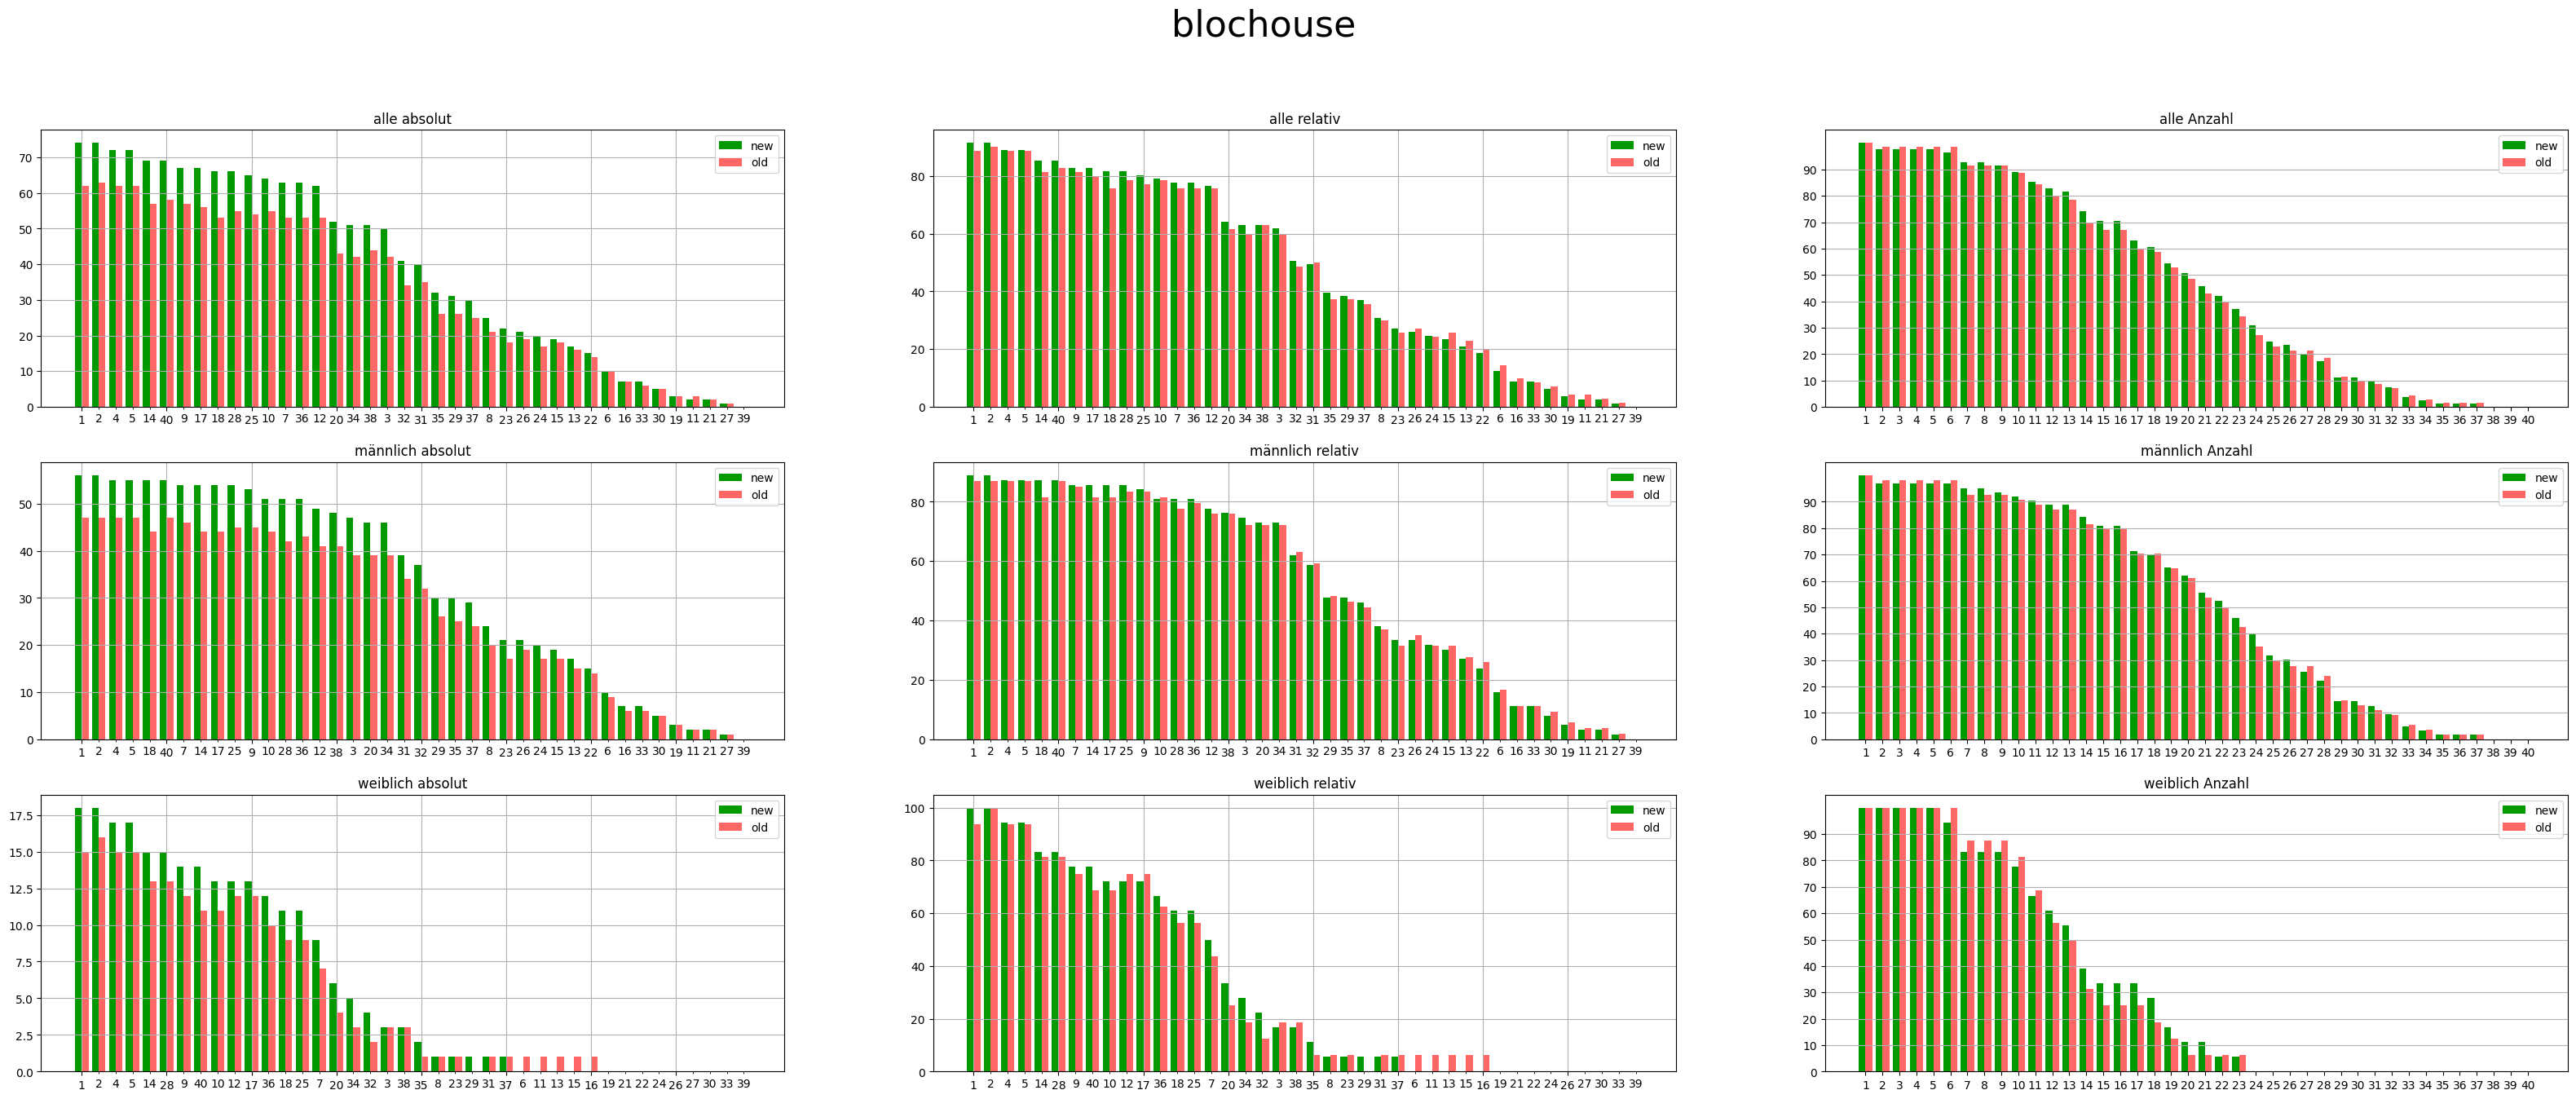 blochouse
alle absolut
new
old
70
60
50
40
30
20
10
0
1 2 4 5 14 40 9 17 18 28 25 10 7 36 12 20 34 38 3 32 31 35 29 37 8 23 26 24 15 13 22 6 16 33 30 19 11 21 27 39
alle relativ
new
old
80
60
40
20
0
1 2 4 5 14 40 9 17 18 28 25 10 7 36 12 20 34 38 3 32 31 35 29 37 8 23 26 24 15 13 22 6 16 33 30 19 11 21 27 39
alle Anzahl
new
old
90
80
70
60
50
40
30
20
10
0
1 2 3 4 5 6 7 8 9 10 11 12 13 14 15 16 17 18 19 20 21 22 23 24 25 26 27 28 29 30 31 32 33 34 35 36 37 38 39 40
männlich absolut
new
old
50
40
30
20
10
0
1 2 4 5 18 40 7 14 17 25 9 10 28 36 12 38 3 20 34 31 32 29 35 37 8 23 26 24 15 13 22 6 16 33 30 19 11 21 27 39
männlich relativ
new
old
80
60
40
20
0
1 2 4 5 18 40 7 14 17 25 9 10 28 36 12 38 3 20 34 31 32 29 35 37 8 23 26 24 15 13 22 6 16 33 30 19 11 21 27 39
männlich Anzahl
new
old
90
80
70
60
50
40
30
20
10
0
1 2 3 4 5 6 7 8 9 10 11 12 13 14 15 16 17 18 19 20 21 22 23 24 25 26 27 28 29 30 31 32 33 34 35 36 37 38 39 40
weiblich absolut
new
old
17.5
15.0
12.5
10.0
7.5
5.0
2.5
0.0
1 2 4 5 14 28 9 40 10 12 17 36 18 25 7 20 34 32 3 38 35 8 23 29 31 37 6 11 13 15 16 19 21 22 24 26 27 30 33 39
weiblich relativ
new
old
100
80
60
40
20
0
1 2 4 5 14 28 9 40 10 12 17 36 18 25 7 20 34 32 3 38 35 8 23 29 31 37 6 11 13 15 16 19 21 22 24 26 27 30 33 39
weiblich Anzahl
new
old
90
80
70
60
50
40
30
20
10
0
1 2 3 4 5 6 7 8 9 10 11 12 13 14 15 16 17 18 19 20 21 22 23 24 25 26 27 28 29 30 31 32 33 34 35 36 37 38 39 40